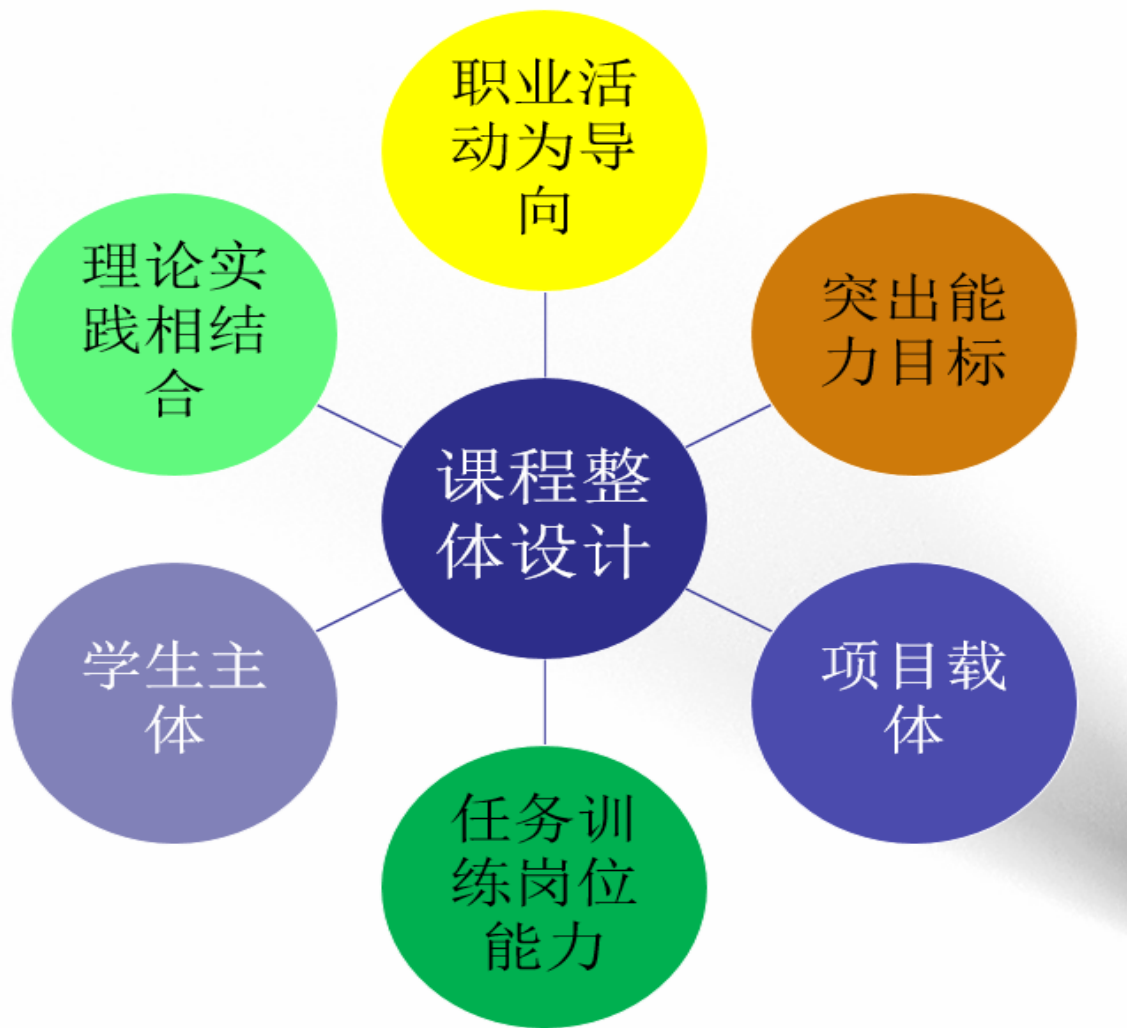 职业活
动为导
向
理论实
践相结
合
突出能
力目标
课程整
体设计
学生主
体
项目载
体
任务训
练岗位
能力